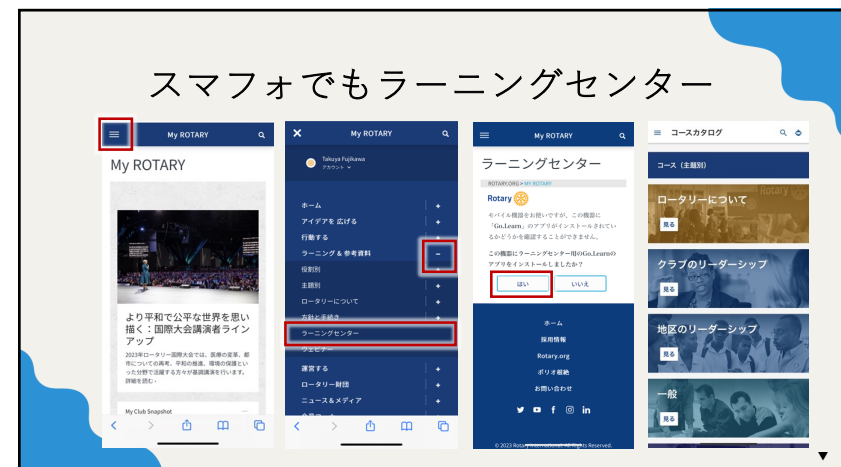 スマフォでもラーニングセンター
My ROTARY
My ROTARY
より平和で公平な世界を思い
描く：国際大会講演者ライン
アップ
2023年ロータリー国際大会では、医療の変革、都
市についての再考、平和の推進、環境の保護とい
った分野で活躍する方々が基調講演を行います。
詳細を読む ›
My Club Snapshot
My ROTARY
Takuya Fujikawa
アカウント
ホーム
アイデアを 広げる
行動する
ラーニング & 参考資料
役割別
主題別
ロータリーについて
方針と手続き
ラーニングセンター
ウェビナー
運営する
ロータリー財団
ニュース＆メディア
My ROTARY
ラーニングセンター
ROTARY.ORG > MY ROTARY
Rotary
モバイル機器をお使いですが、この機器に
「Go.Learn」のアプリがインストールされてい
るかどうかを確認することができません。
この機器にラーニングセンター用のGo.Learnの
アプリをインストールしましたか？
はい
いいえ
ホーム
採用情報
Rotary.org
ポリオ根絶
お問い合わせ
© 2023 Rotary International. All Rights Reserved.
コースカタログ
コース（主題別）
ロータリーについて
Rotary
見る
クラブのリーダーシップ
見る
地区のリーダーシップ
見る
一般
見る